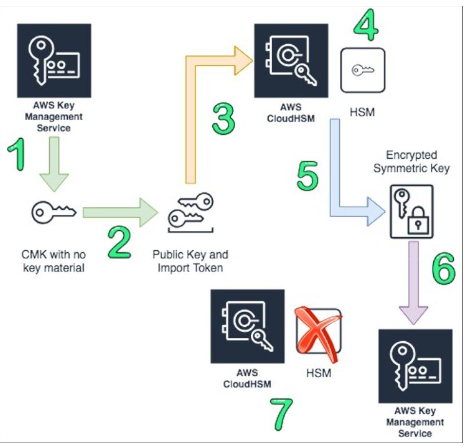 4
AWS Key
Management
Service
AWS
CloudHSM
HSM
3
1
5
Encrypted
Symmetric Key
2
CMK with no
key material
Public Key and
Import Token
6
AWS
CloudHSM
HSM
7
AWS Key
Management
Service